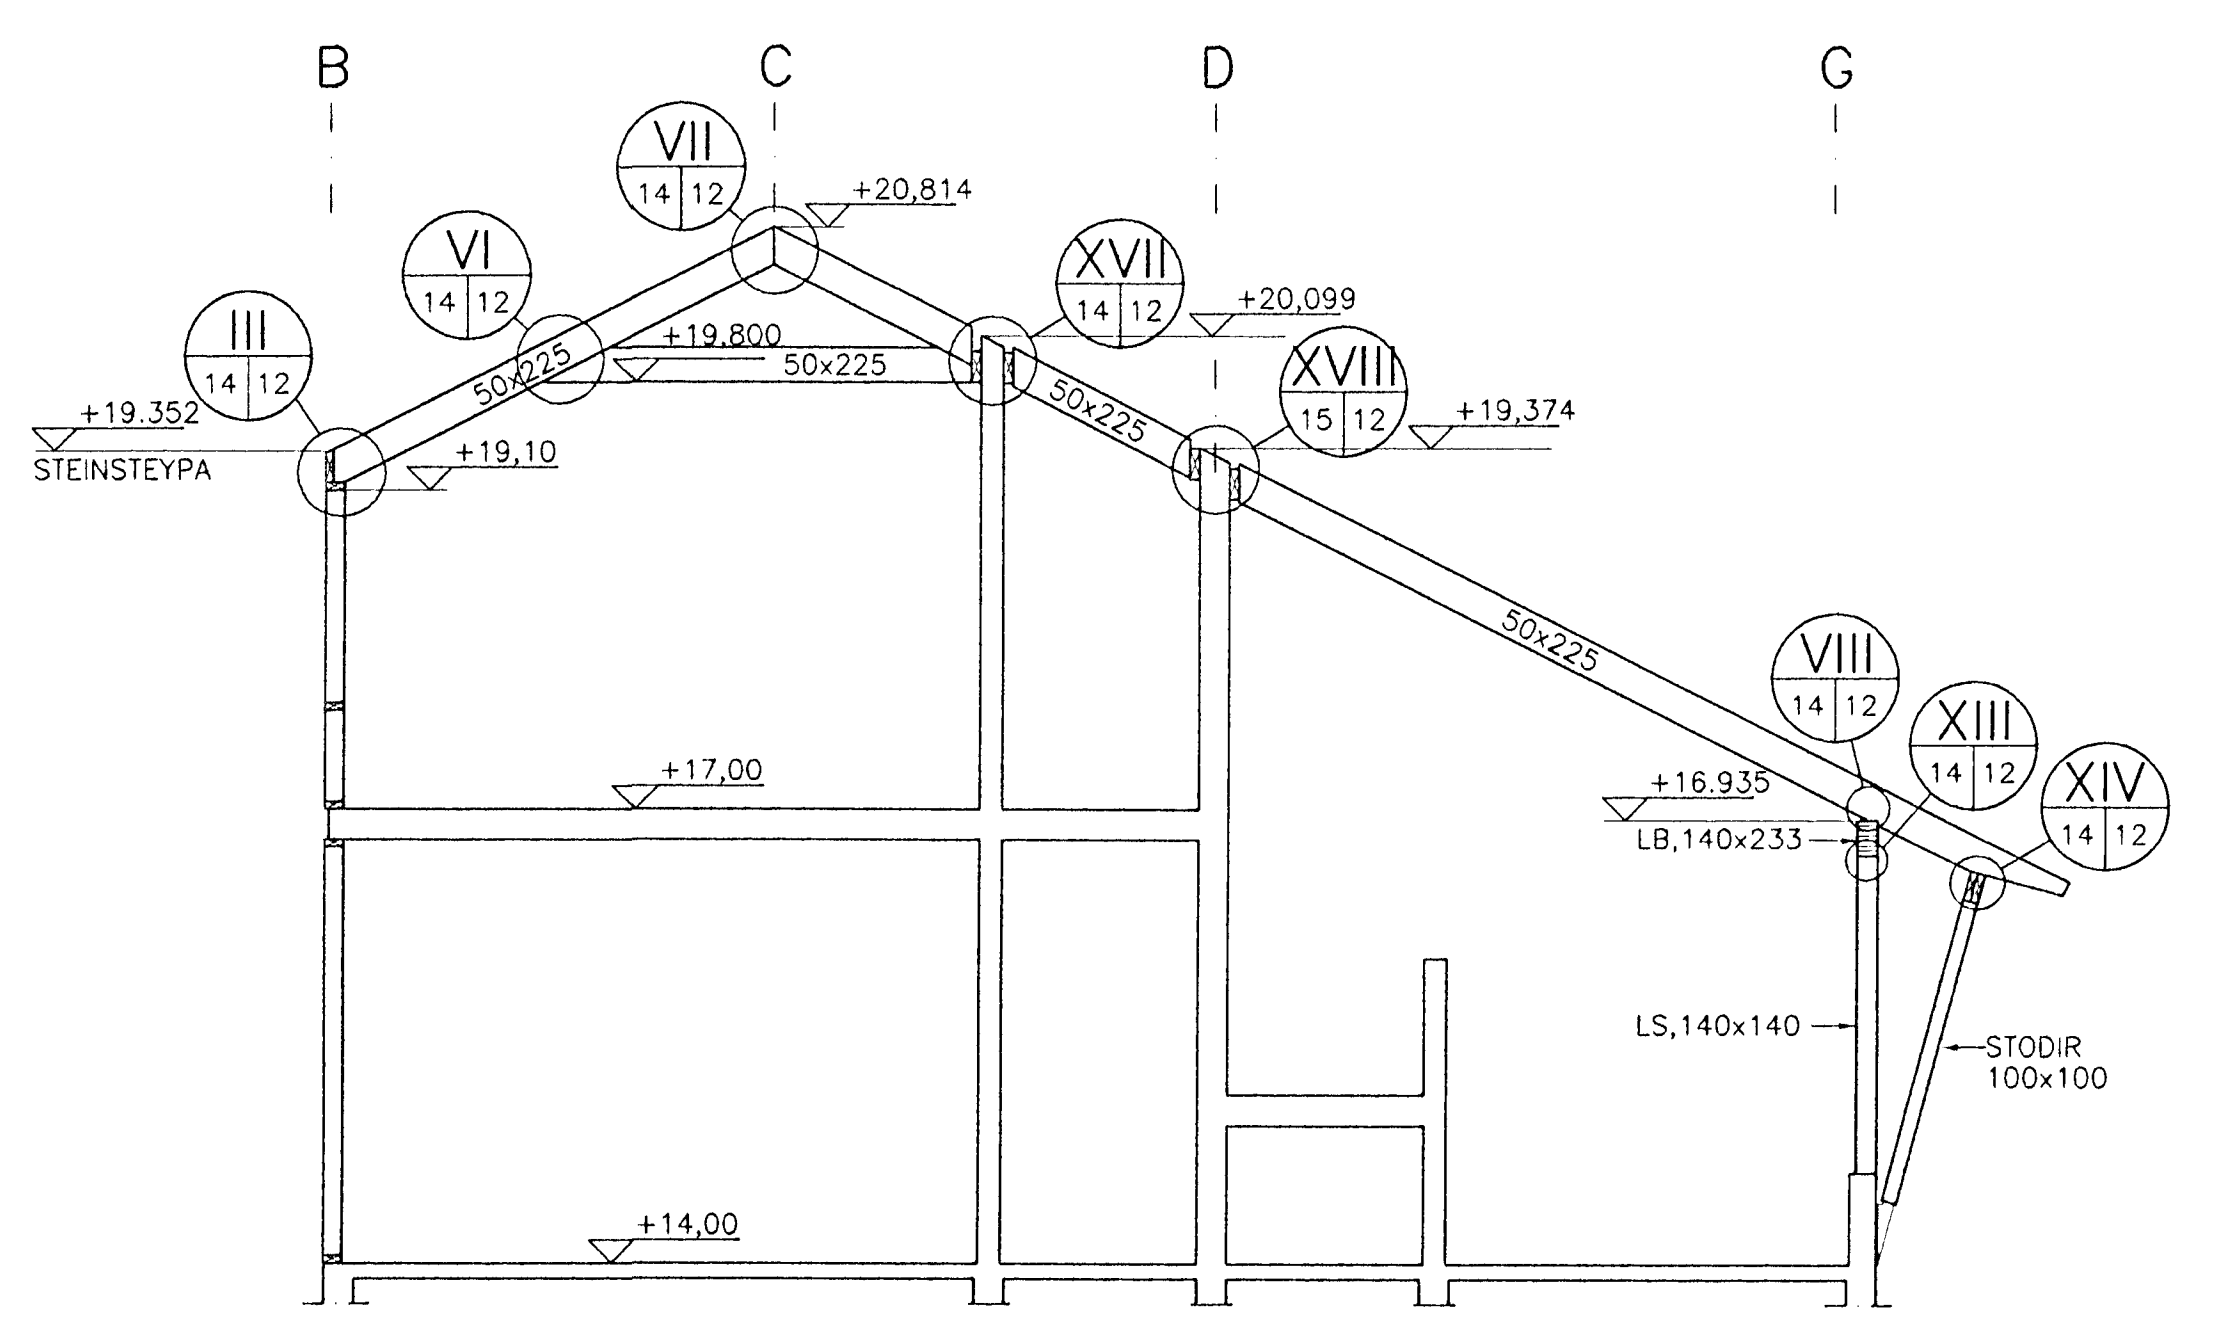 B
C
D
G
VII
14 12
+20,814
VI
14 12
XVII
14 12
+20,099
III
14 12
+19,800
50x225
50x225
50x225
XVIII
15 12
+19,374
+19.352
STEINSTEYPA
+19,10
50x225
VIII
14 12
XIII
14 12
XIV
14 12
+17,00
+16.935
LB,140x233
LS,140x140
STODIR
100x100
+14,00